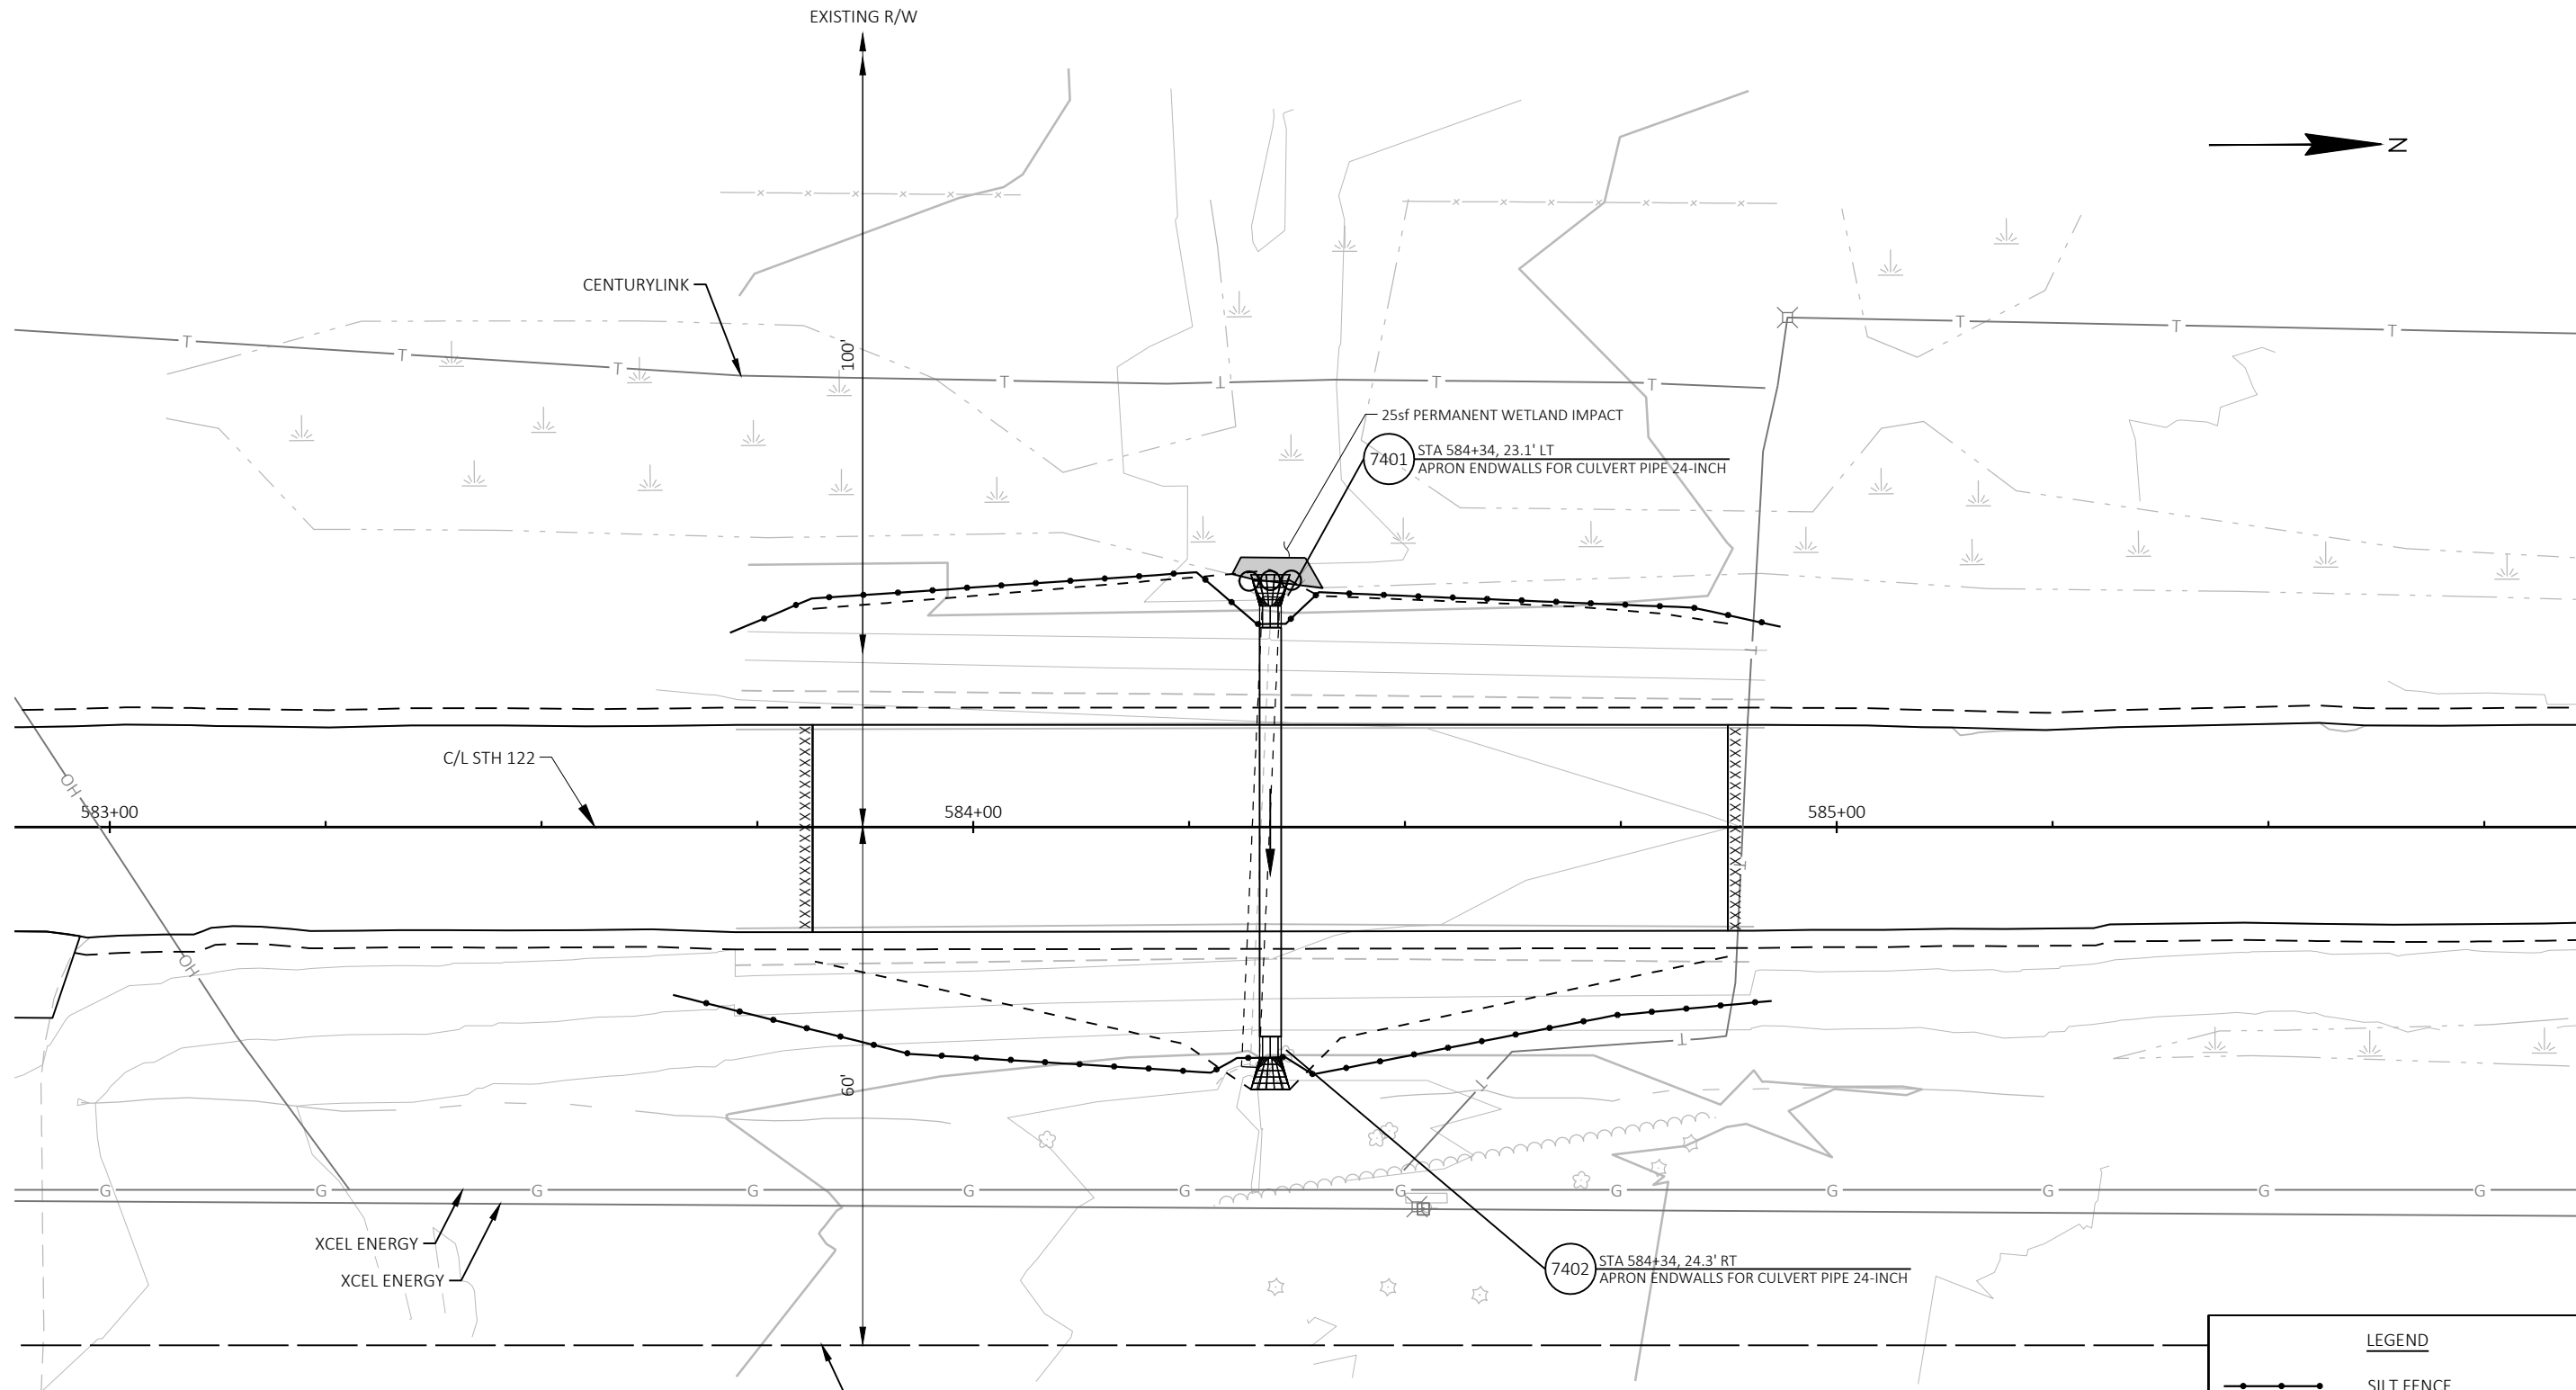 EXISTING R/W
N
CENTURYLINK
T T T T T T T T T T
100'
25sf PERMANENT WETLAND IMPACT
7401
STA 584+34, 23.1' LT
APRON ENDWALLS FOR CULVERT PIPE 24-INCH
T
C/L STH 122
OH
583+00
584+00
585+00
T
OH
T
60'
T
G G G G G G G G G G G G
XCEL ENERGY
XCEL ENERGY
7402
STA 584+34, 24.3' RT
APRON ENDWALLS FOR CULVERT PIPE 24-INCH
LEGEND
SILT FENCE